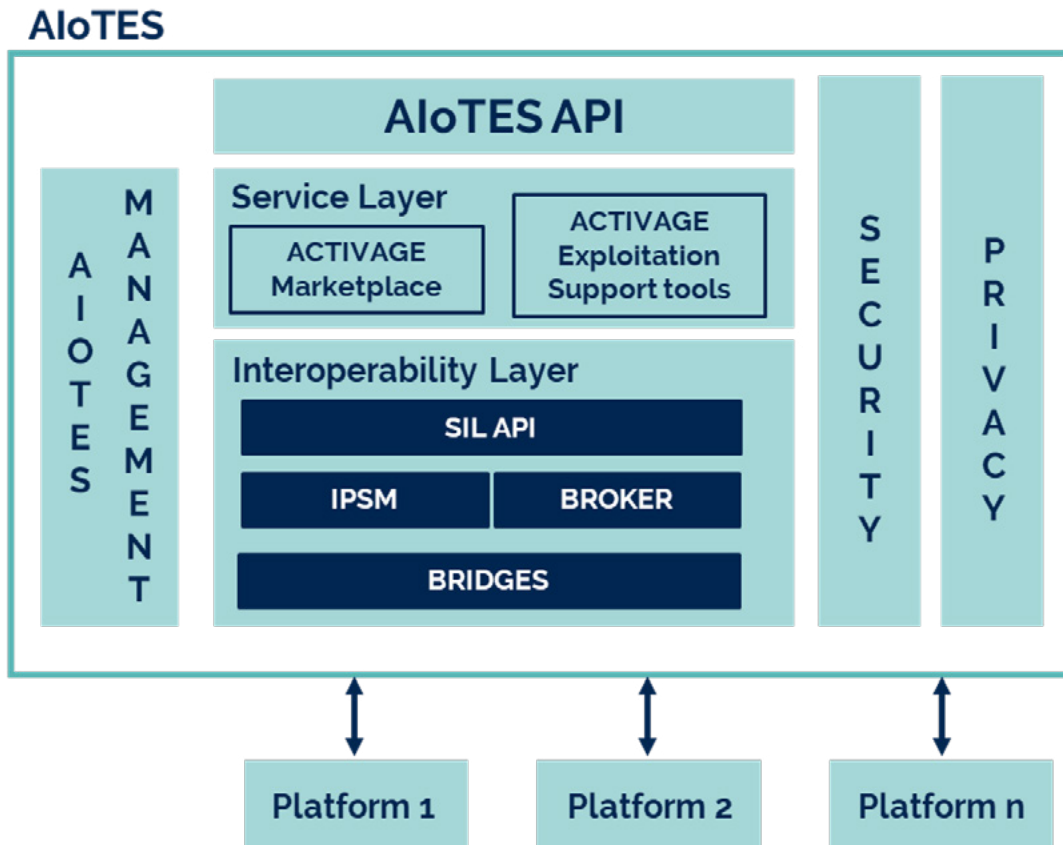 AIoTES
AIoTES API
AIOTES
MANAGEMENT
Service Layer
ACTIVAGE
Marketplace
ACTIVAGE
Exploitation
Support tools
Interoperability Layer
SIL API
IPSM
BROKER
BRIDGES
SECURITY
PRIVACY
Platform 1
Platform 2
Platform n